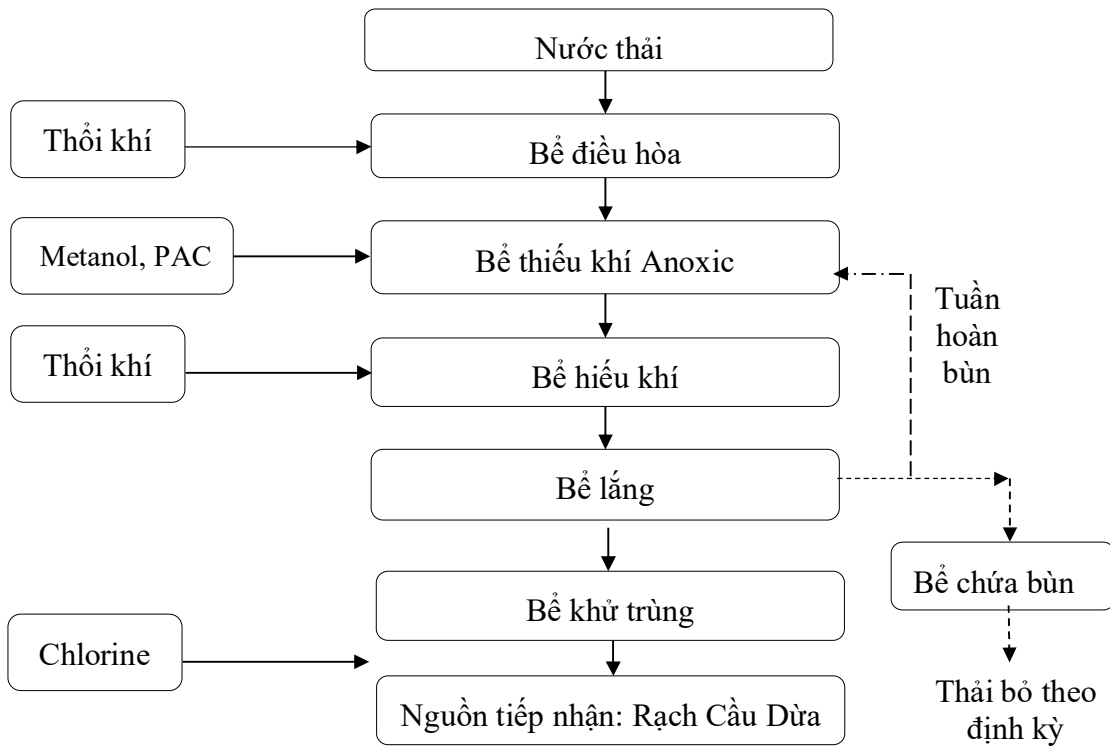 Nước thải
Thổi khí
Bể điều hòa
Metanol, PAC
Bể thiếu khí Anoxic
Tuần
hoàn
bùn
Thổi khí
Bể hiếu khí
Bể lắng
Bể chứa bùn
Bể khử trùng
Chlorine
Nguồn tiếp nhận: Rạch Cầu Dừa
Thải bỏ theo
định kỳ